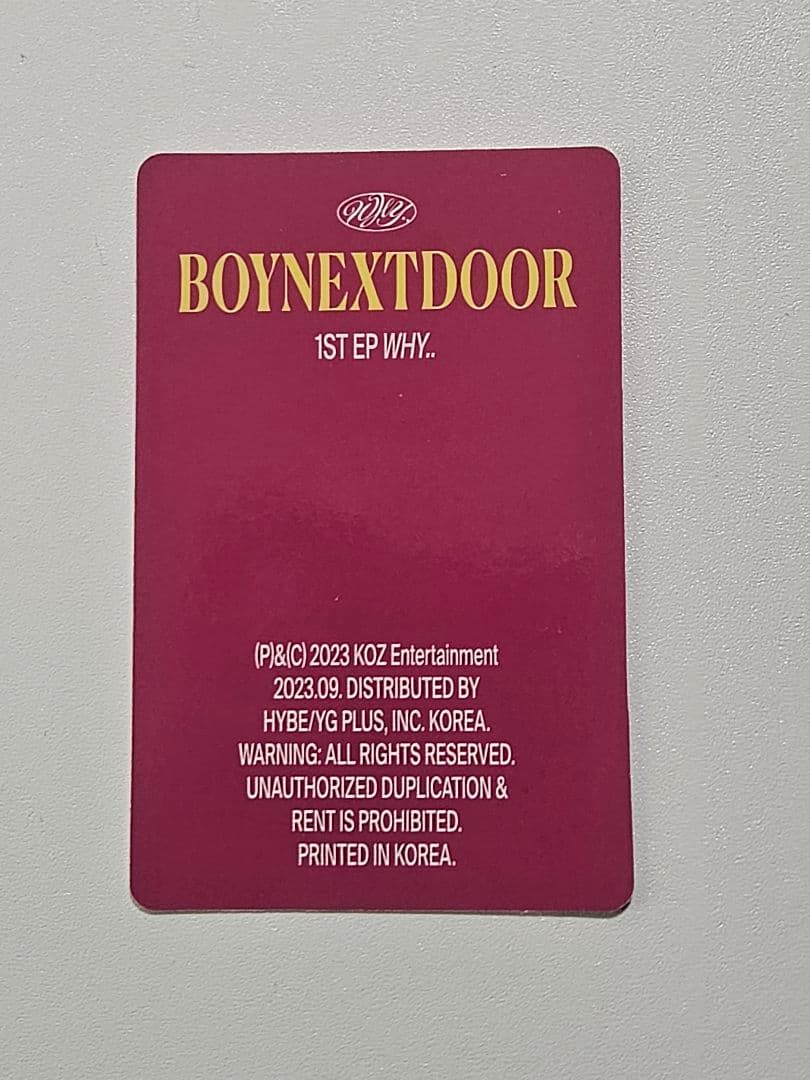 Why..
BOYNEXTDOOR
1ST EP WHY..
(P)&(C) 2023 KOZ Entertainment
2023.09. DISTRIBUTED BY
HYBE/YG PLUS, INC. KOREA.
WARNING: ALL RIGHTS RESERVED.
UNAUTHORIZED DUPLICATION &
RENT IS PROHIBITED.
PRINTED IN KOREA.